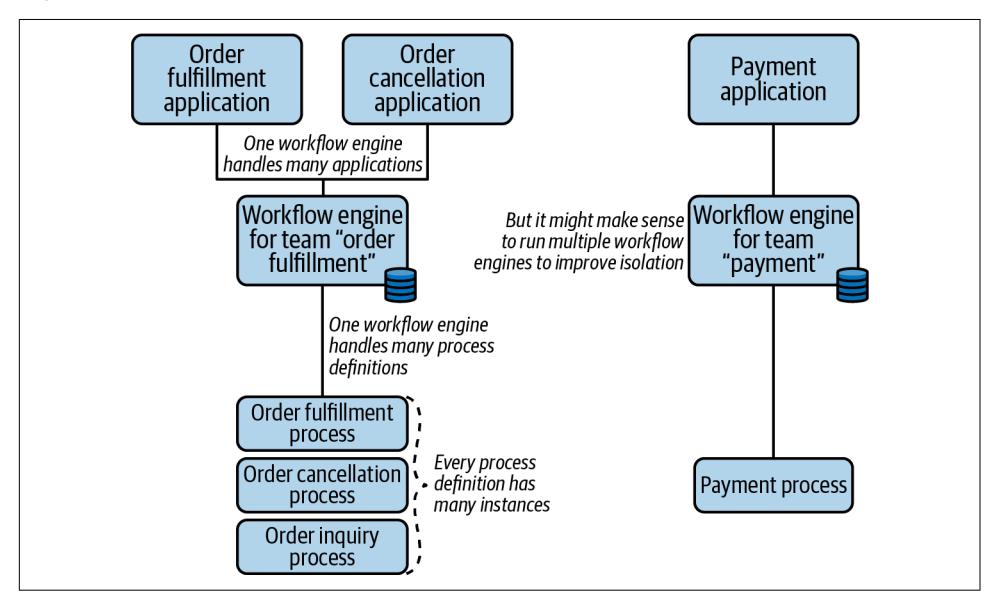 Order
fulfillment
application
Order
cancellation
application
Payment
application
One workflow engine
handles many applications
Workflow engine
for team “order
fulfillment”
But it might make sense
to run multiple workflow
engines to improve isolation
Workflow engine
for team
“payment”
One workflow engine
handles many process
definitions
Order fulfillment
process
Order cancellation
process
Order inquiry
process
Every process
definition has
many instances
Payment process